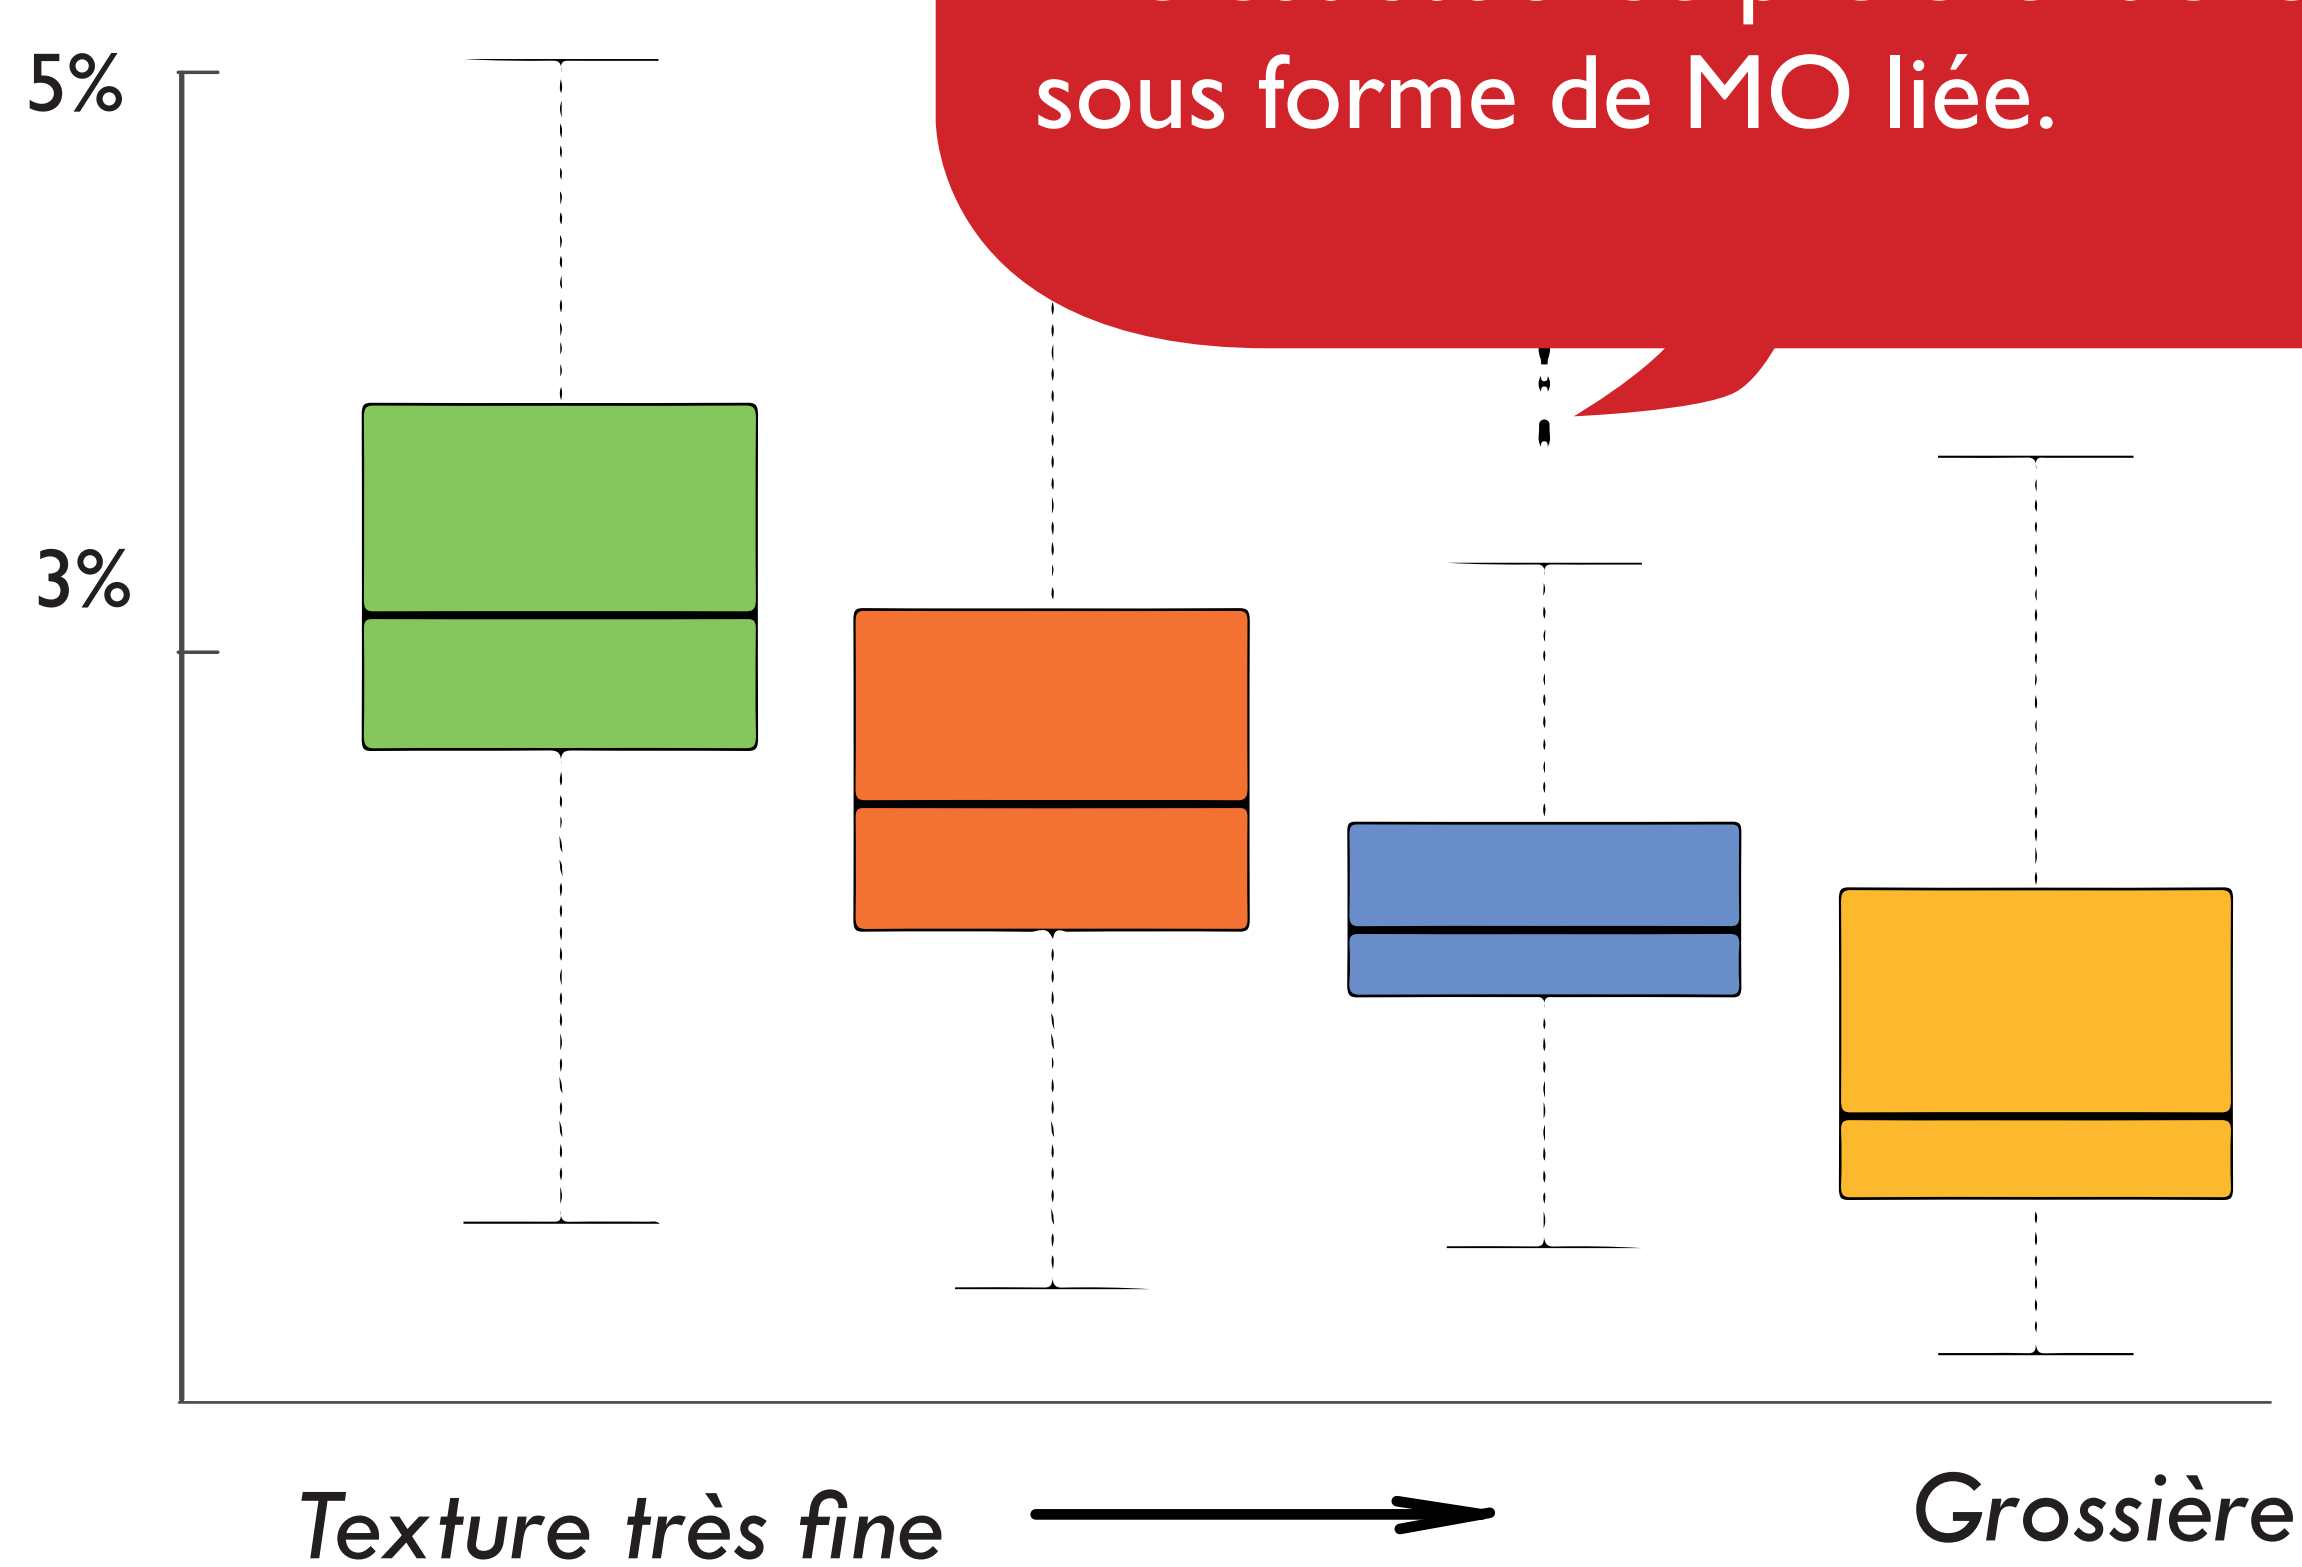 sous forme de MO liée.
5%
3%
Texture très fine
Grossière